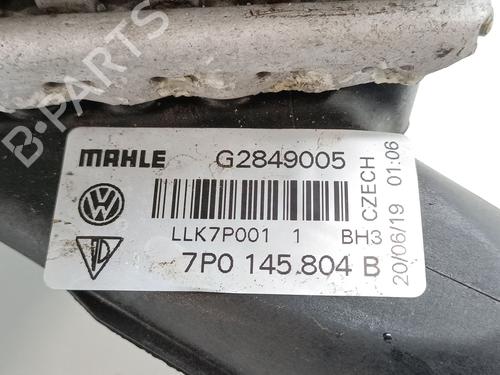 B-PARTS
MAHLE G2849005
LLK7P001 1 BH3
7P0 145 804 B
CZECH
20/06/19 01:06